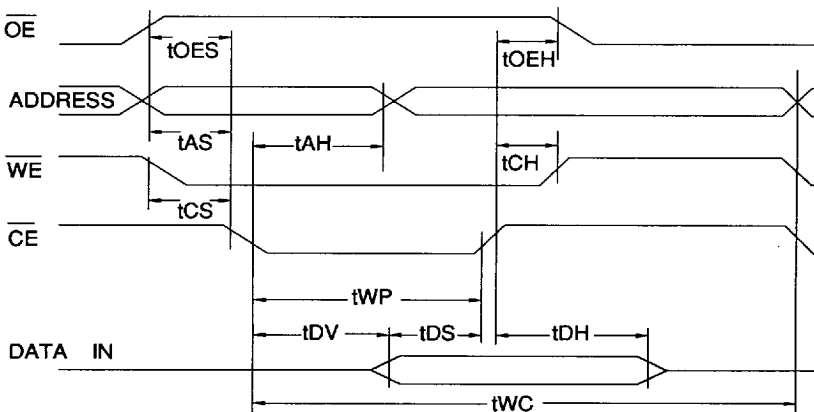 OE
tOES
tOEH
ADDRESS
tAS
tAH
tCH
WE
tCS
CE
tWP
tDV
tDS
tDH
DATA IN
tWC